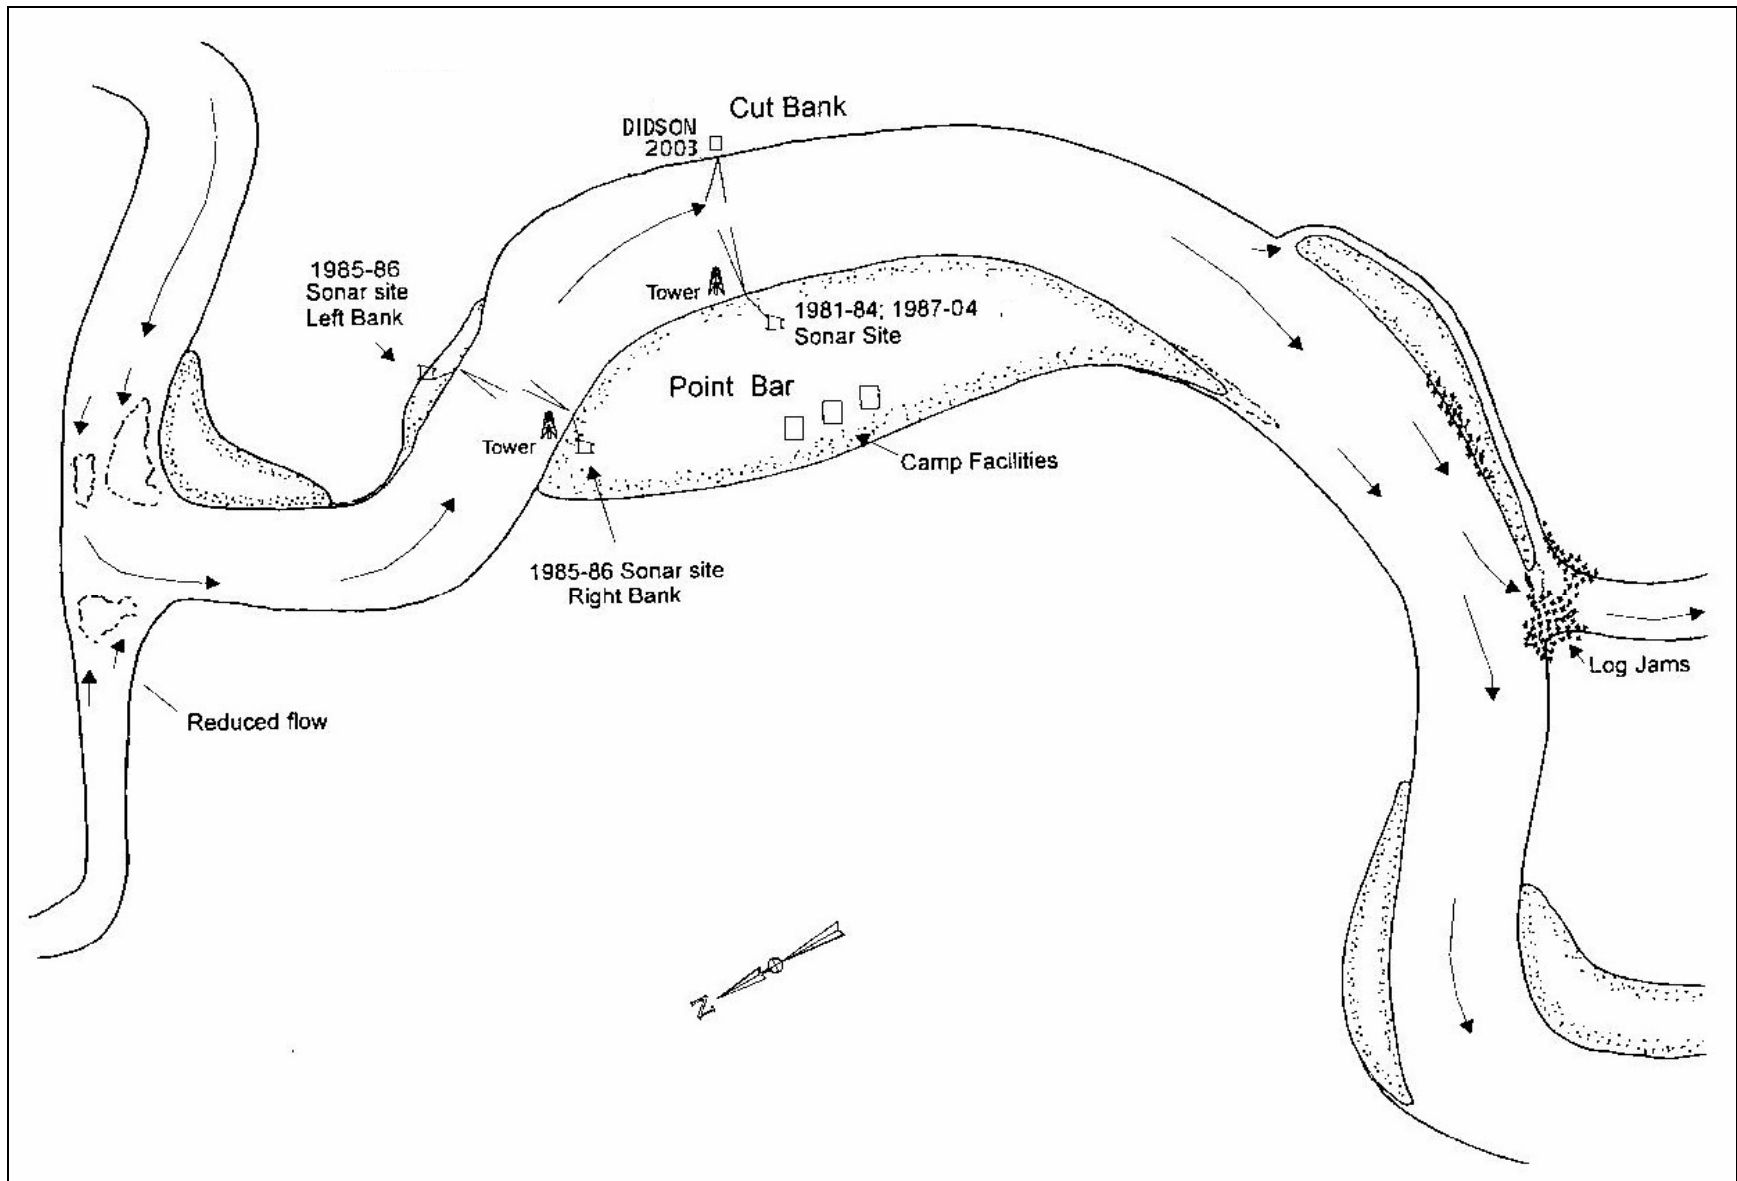 Cut Bank
DIDSON
2003
1985-86
Sonar site
Left Bank
Tower
1981-84; 1987-04
Sonar Site
Point Bar
Tower
Camp Facilities
1985-86 Sonar site
Right Bank
Log Jams
Reduced flow
N